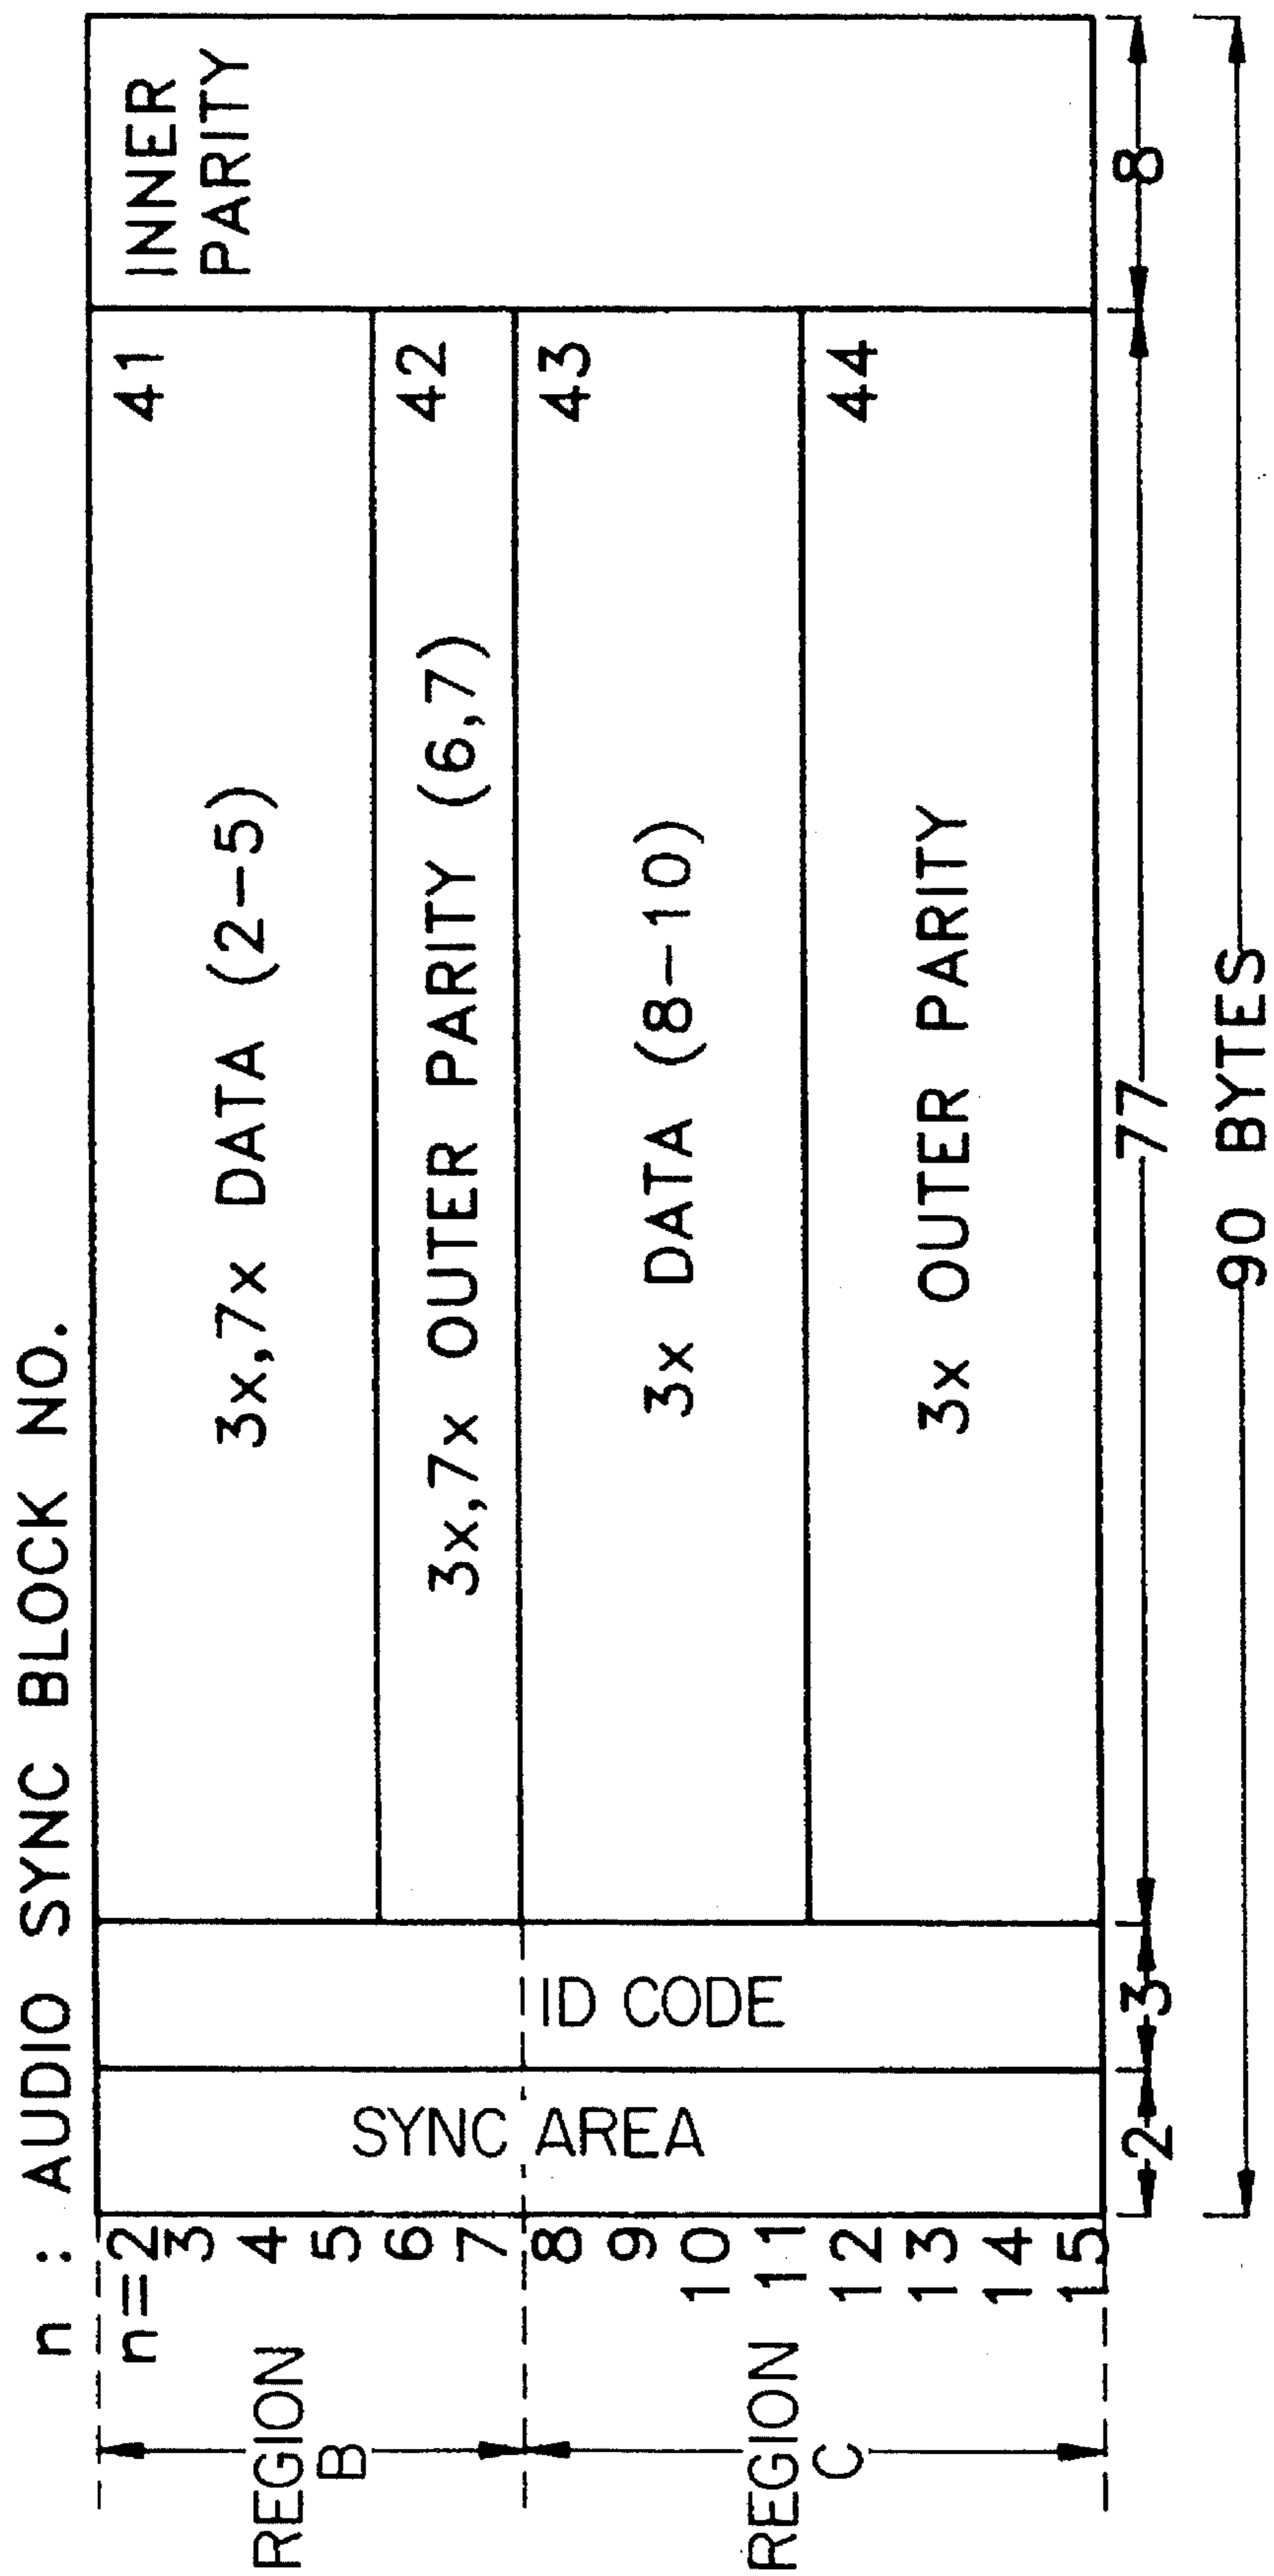 n : AUDIO SYNC BLOCK NO.
n=2
3
4
5
6
7
8
9
10
11
12
13
14
15
REGION
B
REGION
C
SYNC AREA
ID CODE
3x,7x DATA (2-5)
41
3x,7x OUTER PARITY (6,7)
42
3x DATA (8-10)
43
3x OUTER PARITY
44
INNER
PARITY
2
3
77
8
90 BYTES